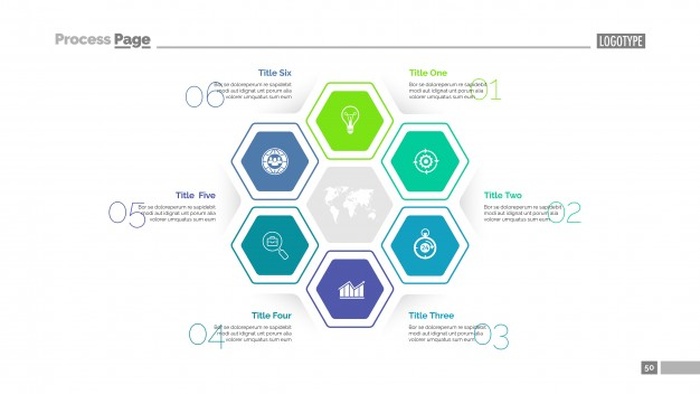 Process Page
LOGOTYPE
Title Six
06
Bor se doloreperum re sapidebit
modi aut idignat unt porum alia
volorer umquatus sum eum
Title One
01
Bor se doloreperum re sapidebit
modi aut idignat unt porum alia
volorer umquatus sum eum
Title Five
05
Bor se doloreperum re sapidebit
modi aut idignat unt porum alia
volorer umquatus sum eum
Title Two
02
Bor se doloreperum re sapidebit
modi aut idignat unt porum alia
volorer umquatus sum eum
24
Title Four
04
Bor se doloreperum re sapidebit
modi aut idignat unt porum alia
volorer umquatus sum eum
Title Three
03
Bor se doloreperum re sapidebit
modi aut idignat unt porum alia
volorer umquatus sum eum
50